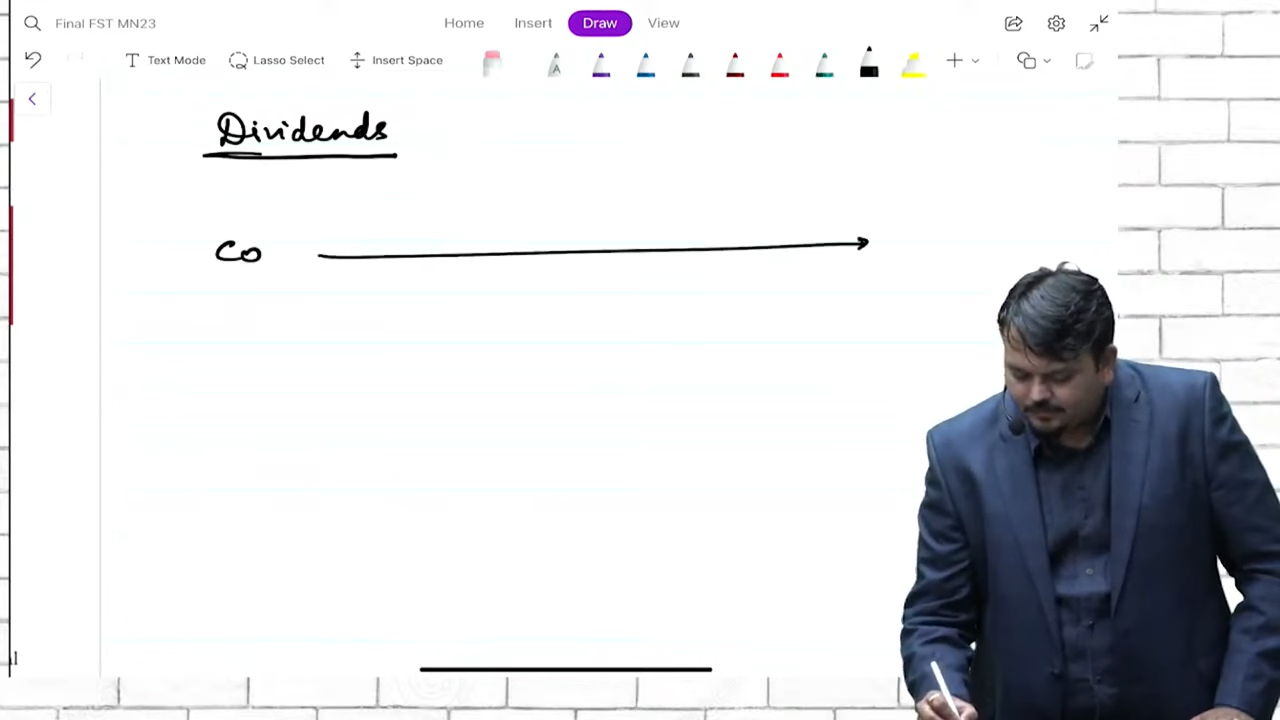 Final FST MN23
Home Insert Draw View
Text Mode Lasso Select Insert Space
Dividends
Co